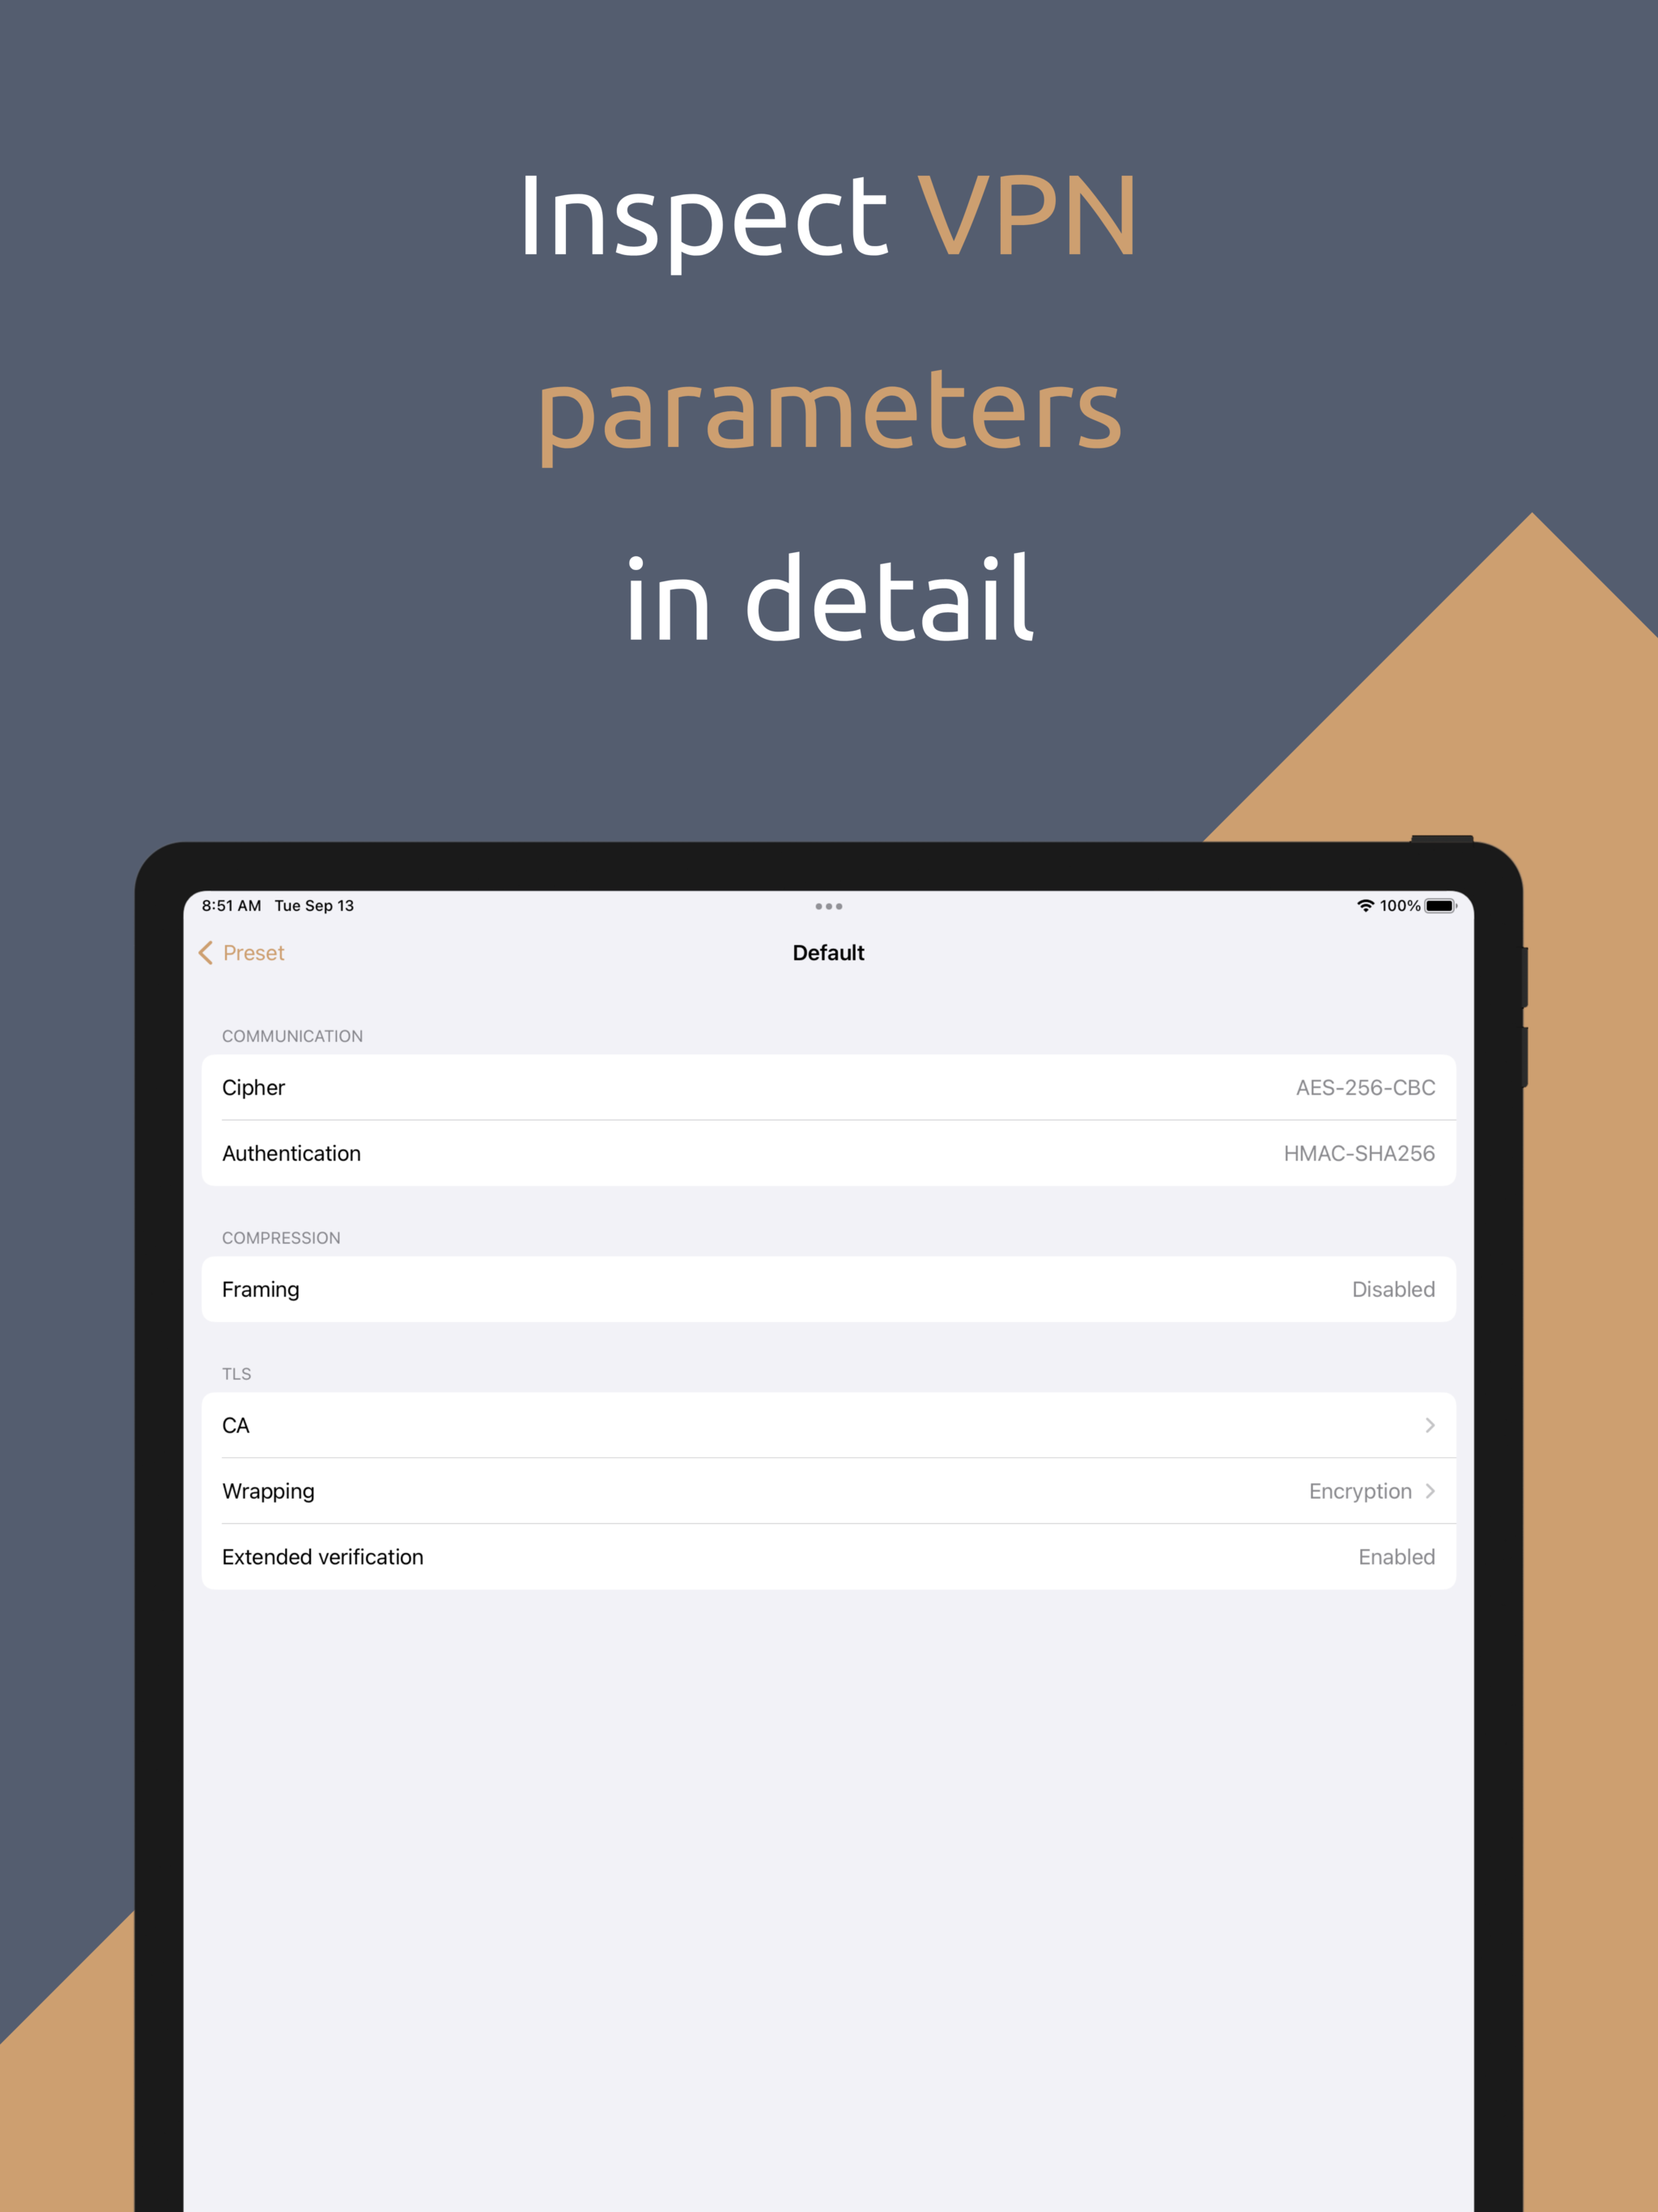 Inspect VPN
parameters
in detail
8:51 AM Tue Sep 13
100%
Preset
Default
COMMUNICATION
Cipher AES-256-CBC
Authentication HMAC-SHA256
COMPRESSION
Framing Disabled
TLS
CA
Wrapping Encryption
Extended verification Enabled